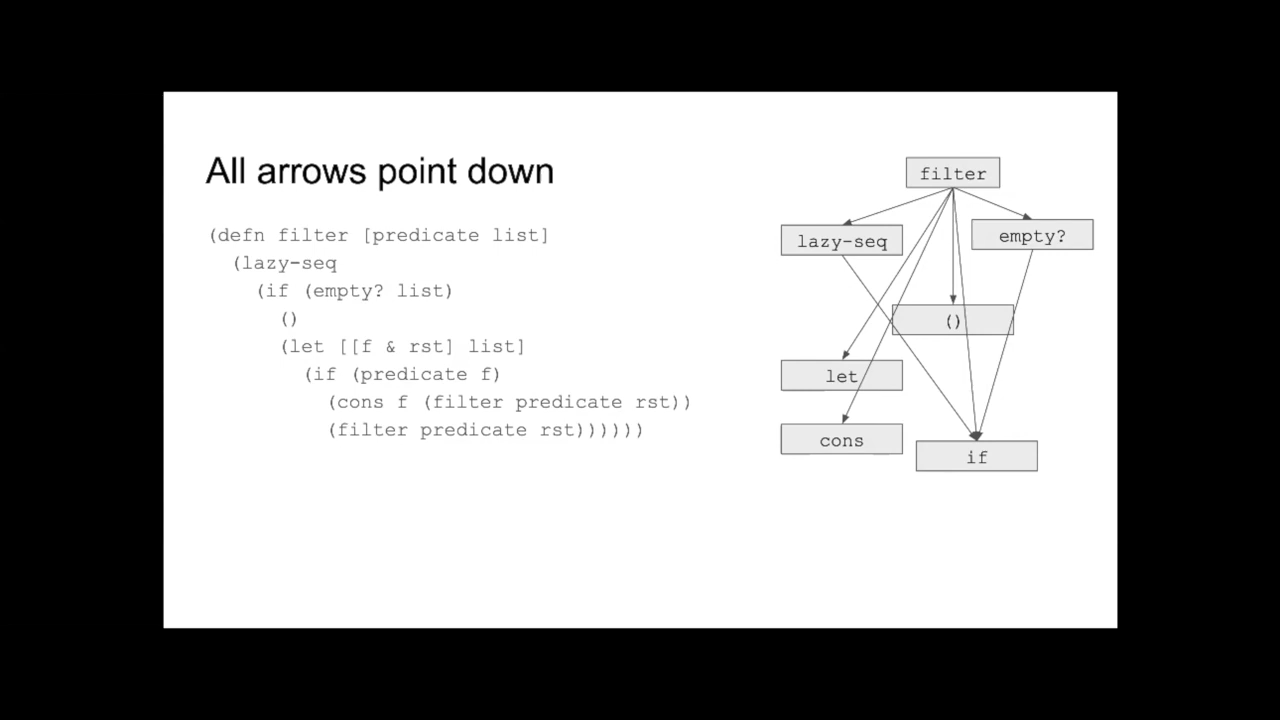 All arrows point down
(defn filter [predicate list]
(lazy-seq
(if (empty? list)
()
(let [[f & rst] list]
(if (predicate f)
(cons f (filter predicate rst))
(filter predicate rst))))))
filter
lazy-seq
empty?
()
let
cons
if